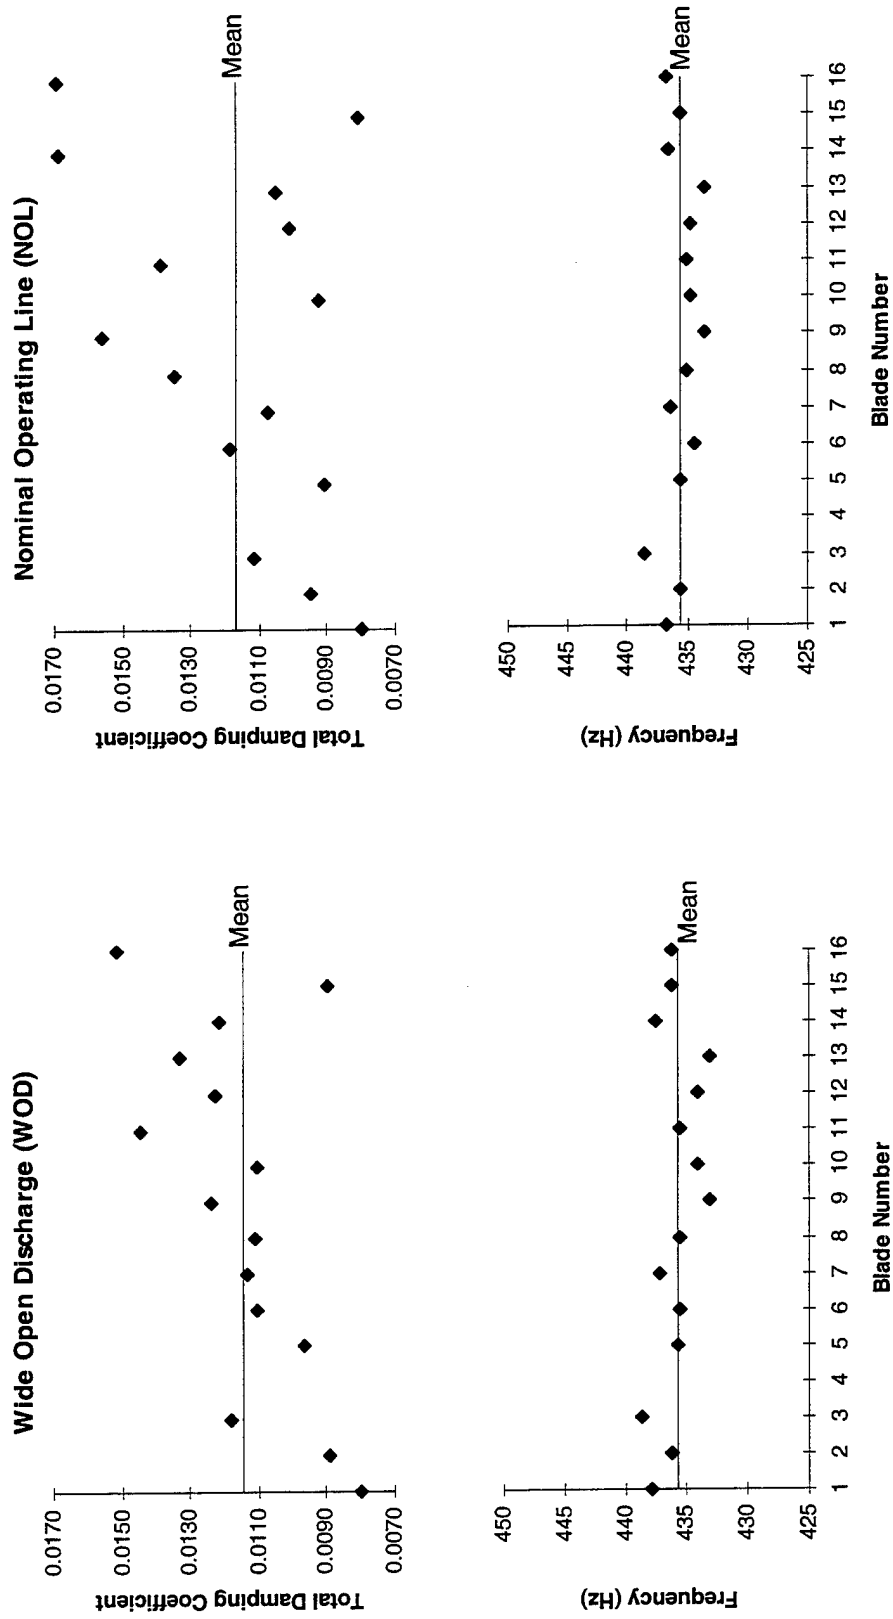 Wide Open Discharge (WOD)
Total Damping Coefficient
0.0170
0.0150
0.0130
0.0110
0.0090
0.0070
Mean
Frequency (Hz)
450
445
440
435
430
425
Mean
1 2 3 4 5 6 7 8 9 10 11 12 13 14 15 16
Blade Number
Nominal Operating Line (NOL)
Total Damping Coefficient
0.0170
0.0150
0.0130
0.0110
0.0090
0.0070
Mean
Frequency (Hz)
450
445
440
435
430
425
Mean
1 2 3 4 5 6 7 8 9 10 11 12 13 14 15 16
Blade Number